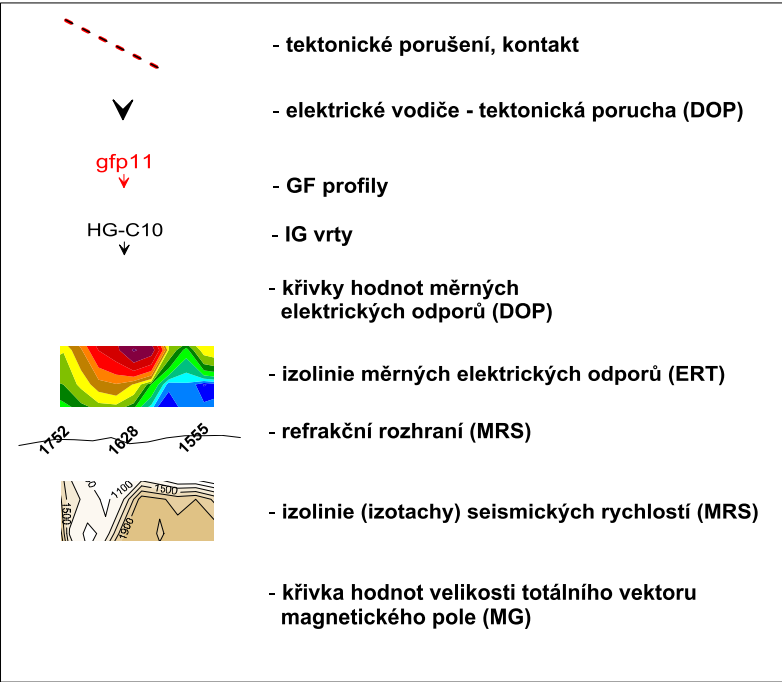 - tektonické porušení, kontakt
- elektrické vodiče - tektonická porucha (DOP)
gfp11
- GF profily
HG-C10
- IG vrty
- křivky hodnot měrných
elektrických odporů (DOP)
- izolinie měrných elektrických odporů (ERT)
1752 1628 1555
- refrakční rozhraní (MRS)
1500 1100 1500 1900
- izolinie (izotachy) seismických rychlostí (MRS)
- křivka hodnot velikosti totálního vektoru
magnetického pole (MG)